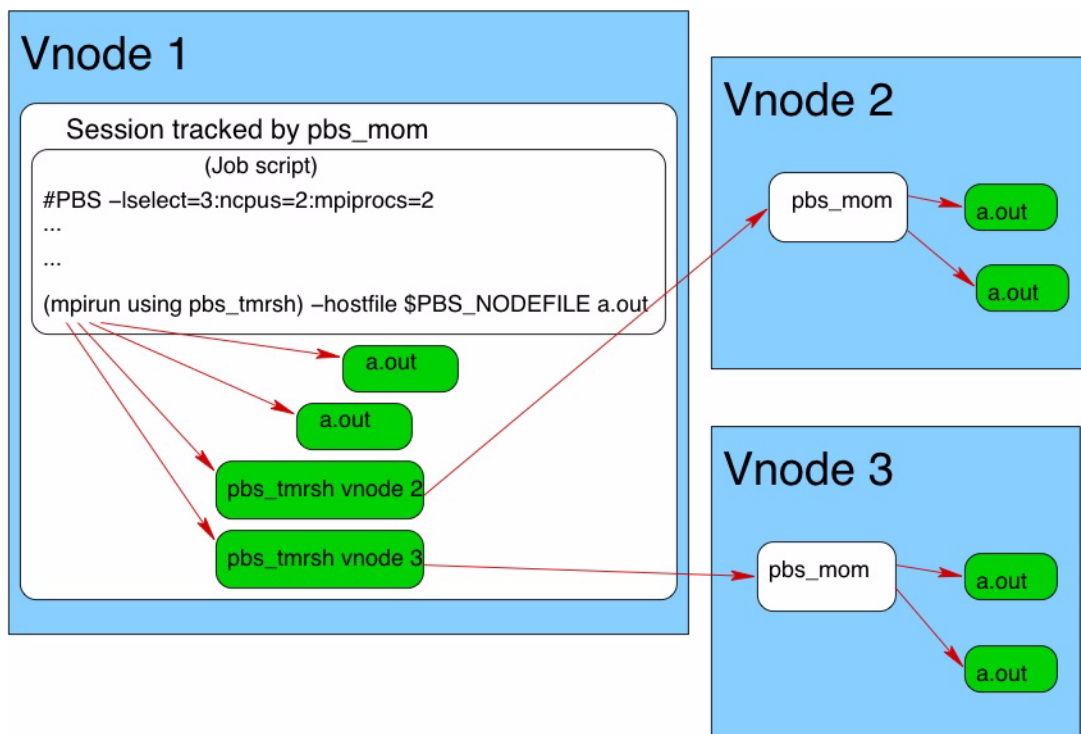 Vnode 1
Session tracked by pbs_mom
(Job script)
#PBS –lselect=3:ncpus=2:mpiprocs=2
...
...
(mpirun using pbs_tmrsh) –hostfile $PBS_NODEFILE a.out
a.out
a.out
pbs_tmrsh vnode 2
pbs_tmrsh vnode 3
Vnode 2
pbs_mom
a.out
a.out
Vnode 3
pbs_mom
a.out
a.out